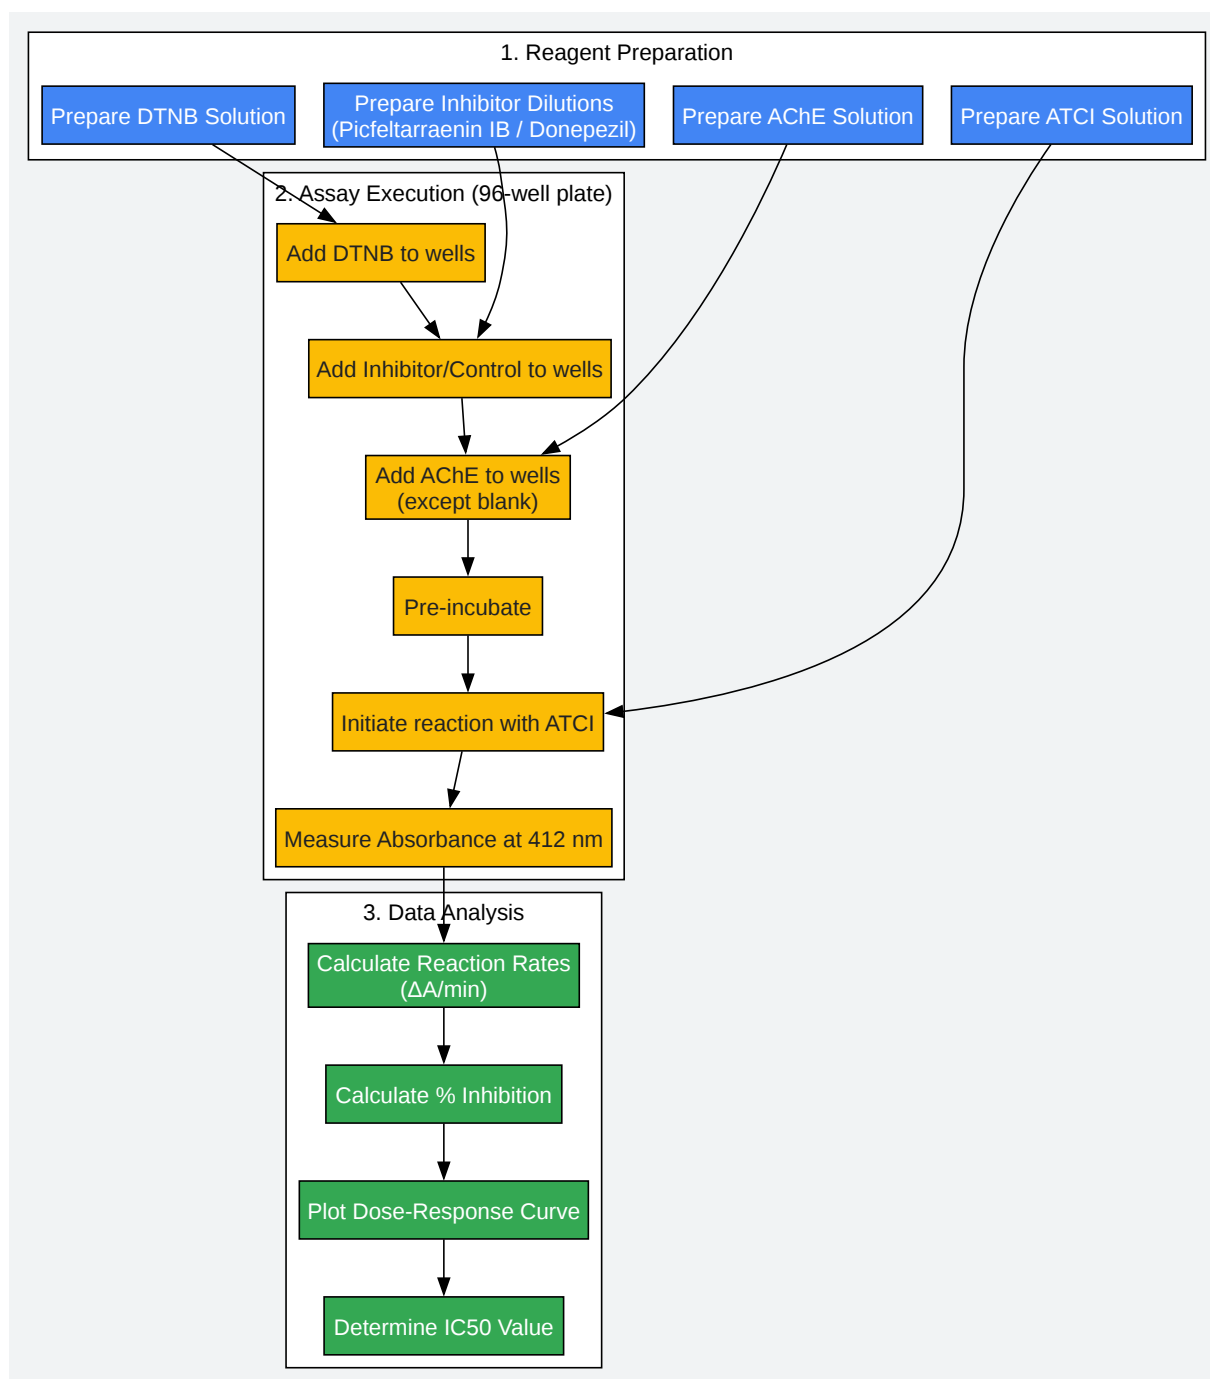 1. Reagent Preparation
Prepare DTNB Solution
Prepare Inhibitor Dilutions
(Picfeltarraenin IB / Donepezil)
Prepare AChE Solution
Prepare ATCI Solution
2. Assay Execution (96-well plate)
Add DTNB to wells
Add Inhibitor/Control to wells
Add AChE to wells
(except blank)
Pre-incubate
Initiate reaction with ATCI
Measure Absorbance at 412 nm
3. Data Analysis
Calculate Reaction Rates
(ΔA/min)
Calculate % Inhibition
Plot Dose-Response Curve
Determine IC50 Value